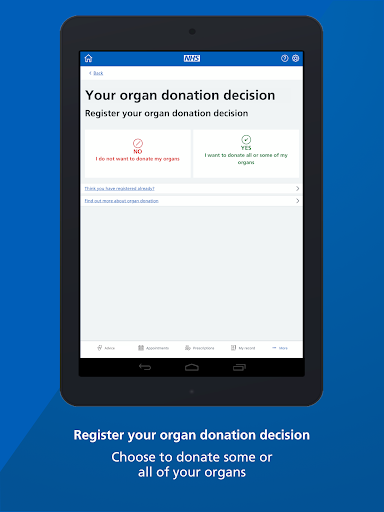 NHS
Back
Your organ donation decision
Register your organ donation decision
NO
I do not want to donate my organs
YES
I want to donate all or some of my
organs
Think you have registered already?
Find out more about organ donation
Advice
Appointments
Prescriptions
My record
More
Register your organ donation decision
Choose to donate some or
all of your organs